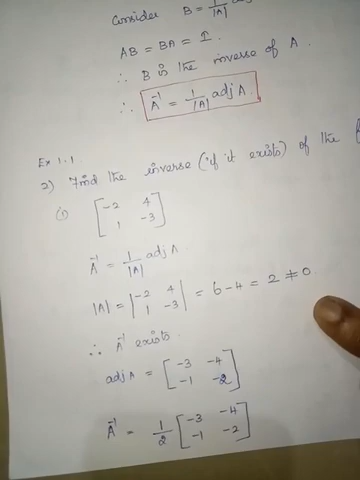 Consider B = 1/|A|
AB = BA = I.
∴ B is the inverse of A.
∴ A⁻¹ = 1/|A| adj A
Ex 1.1
2) Find the inverse (if it exists) of the
(i) [ -2 4
1 -3 ]
A⁻¹ = 1/|A| adj A.
|A| = | -2 4
1 -3 | = 6 - 4 = 2 ≠ 0.
∴ A⁻¹ exists.
adj A = [ -3 -4
-1 -2 ]
A⁻¹ = 1/2 [ -3 -4
-1 -2 ]